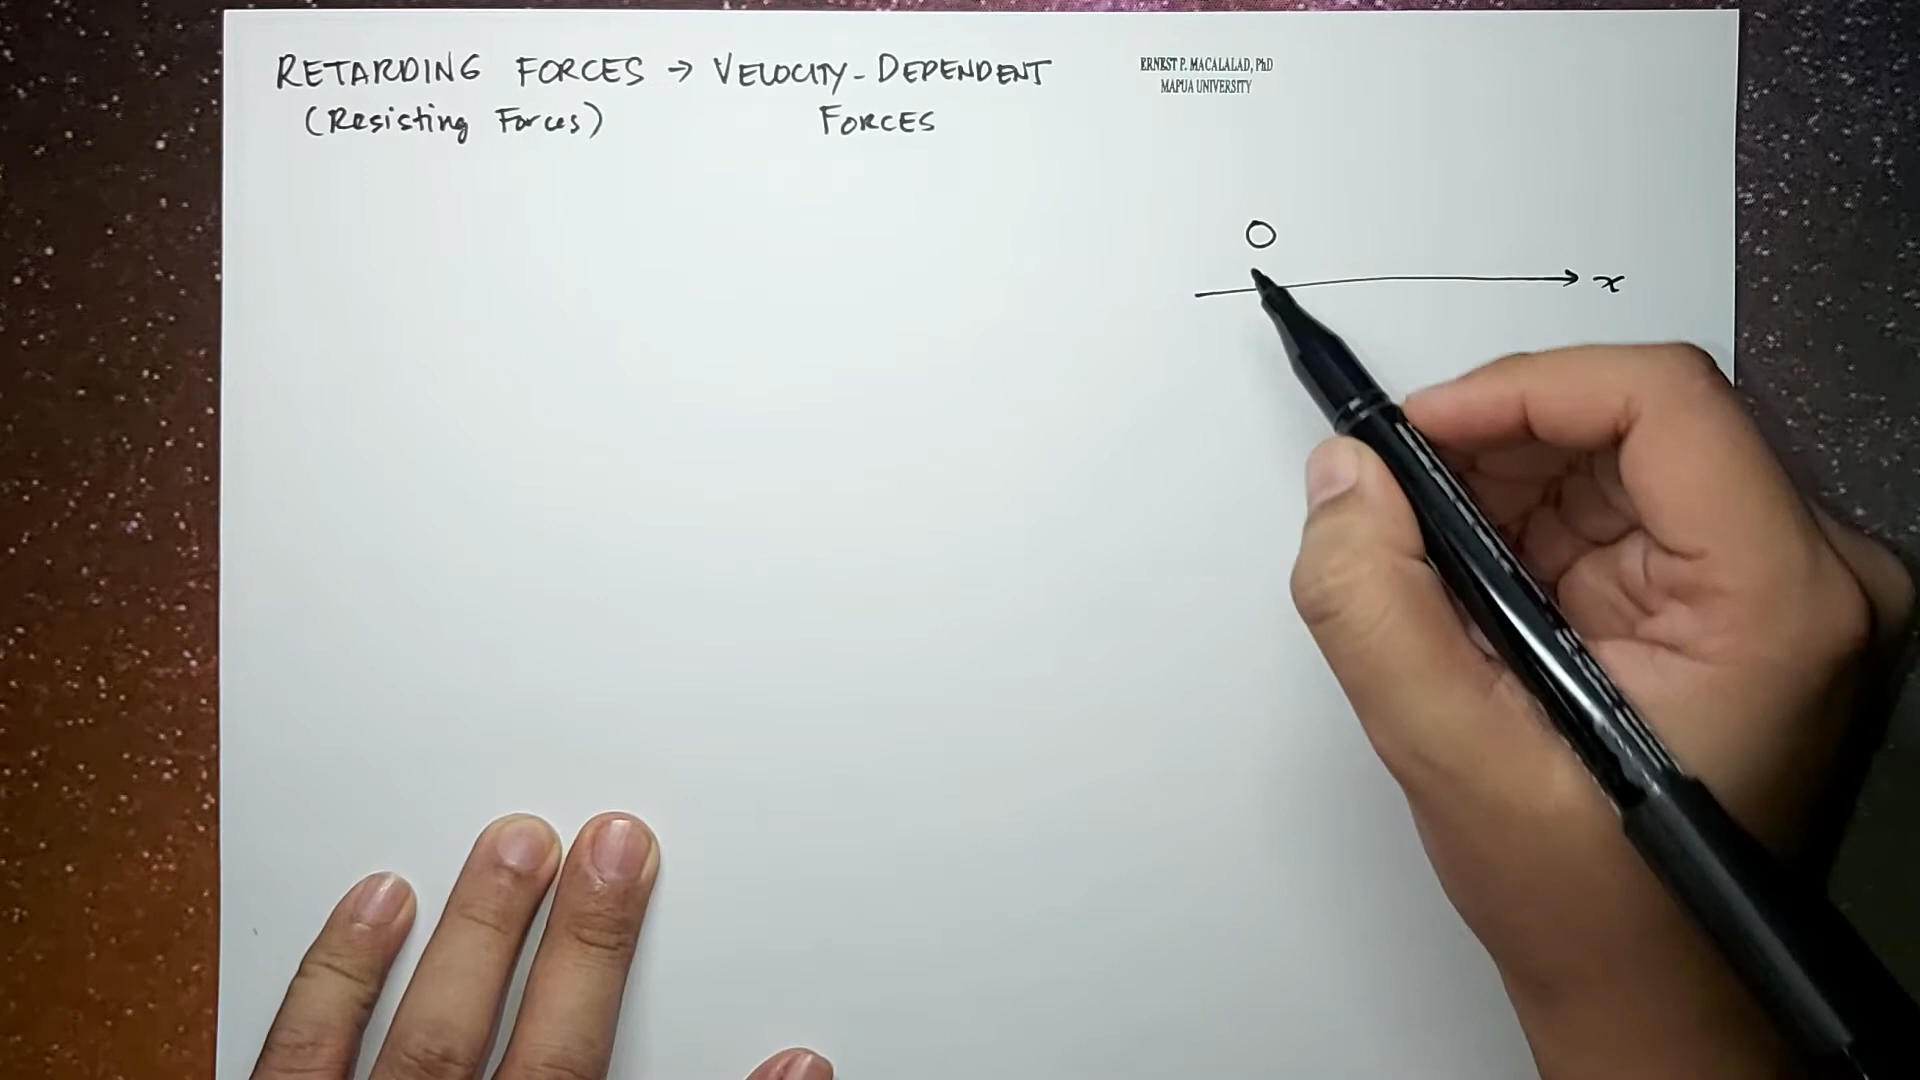 RETARDING FORCES → VELOCITY-DEPENDENT
(Resisting Forces) FORCES
ERNEST P. MACALALAD, PhD
MAPUA UNIVERSITY
O
x